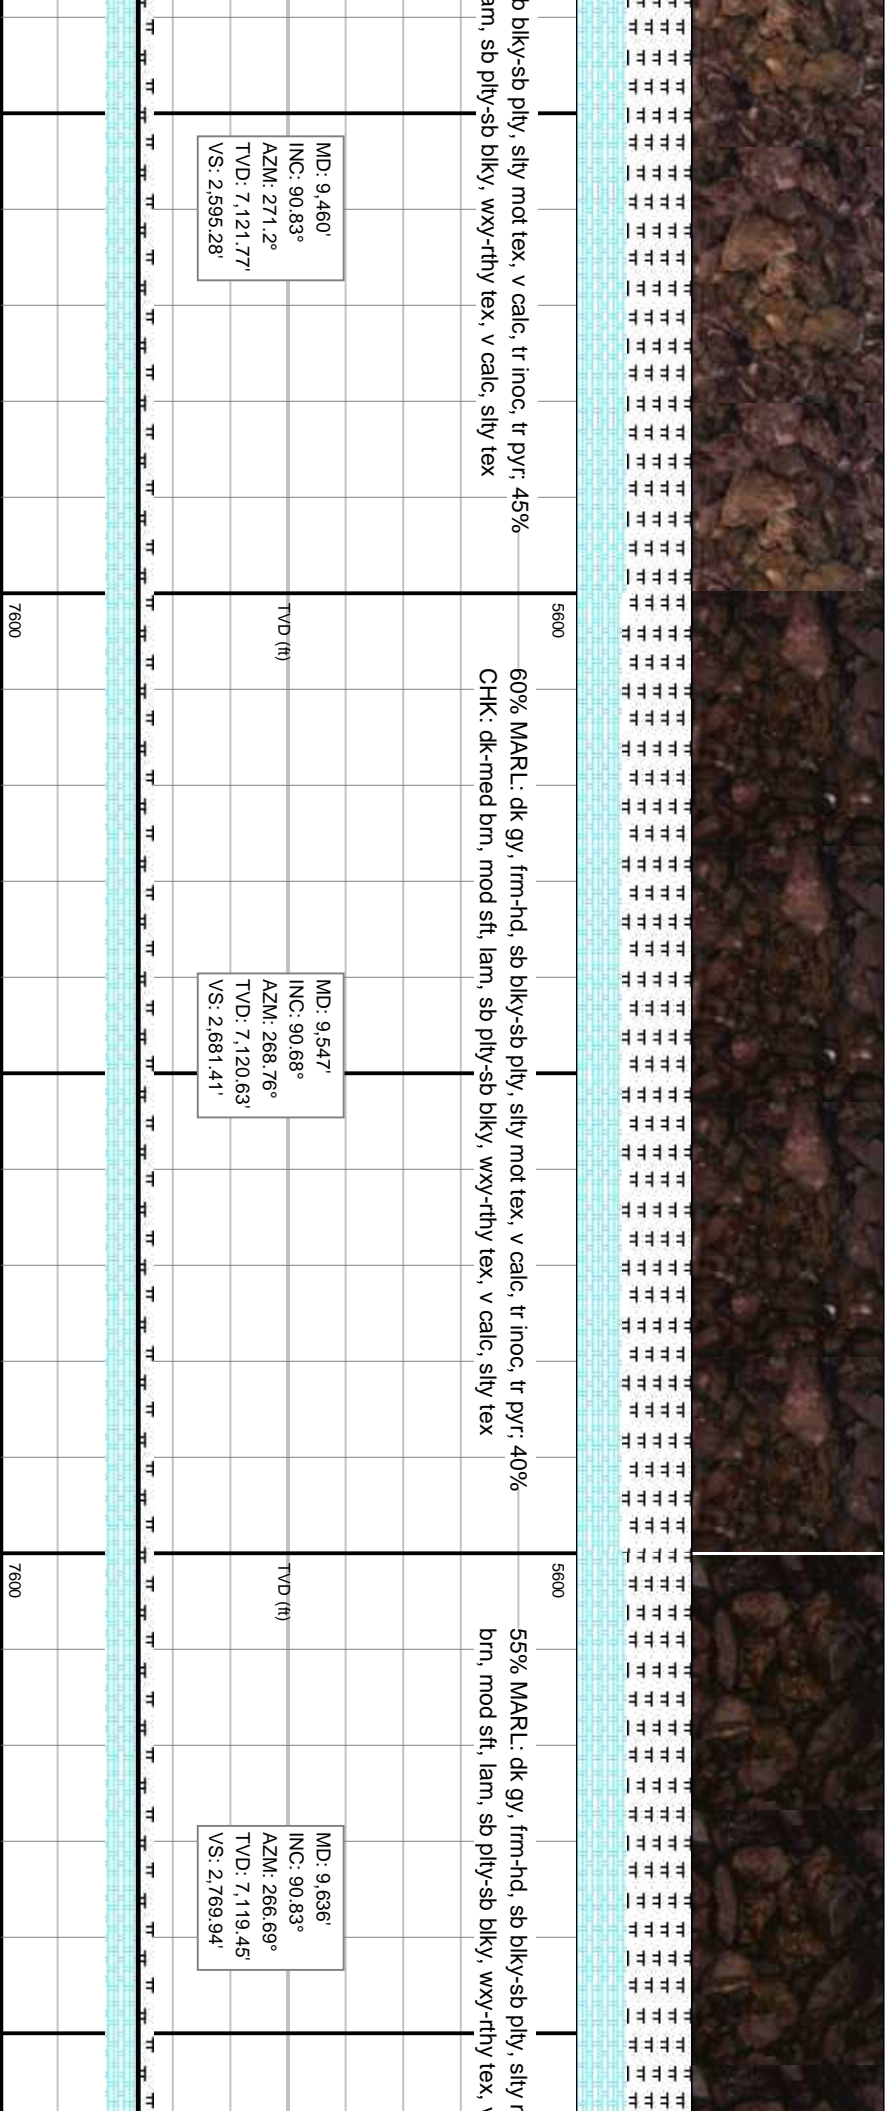 b blky-sb plty, slty mot tex, v calc, tr inoc, tr pyr; 45%
am, sb plty-sb blky, wxy-rthy tex, v calc, slty tex
MD: 9,460'
INC: 90.83°
AZM: 271.2°
TVD: 7,121.77'
VS: 2,595.28'
5600
TVD (ft)
7600
60% MARL: dk gy, frm-hd, sb blky-sb plty, slty mot tex, v calc, tr inoc, tr pyr; 40%
CHK: dk-med brn, mod sft, lam, sb plty-sb blky, wxy-rthy tex, v calc, slty tex
MD: 9,547'
INC: 90.68°
AZM: 268.76°
TVD: 7,120.63'
VS: 2,681.41'
5600
TVD (ft)
7600
55% MARL: dk gy, frm-hd, sb blky-sb plty, slty
brn, mod sft, lam, sb plty-sb blky, wxy-rthy tex,
MD: 9,636'
INC: 90.83°
AZM: 266.69°
TVD: 7,119.45'
VS: 2,769.94'